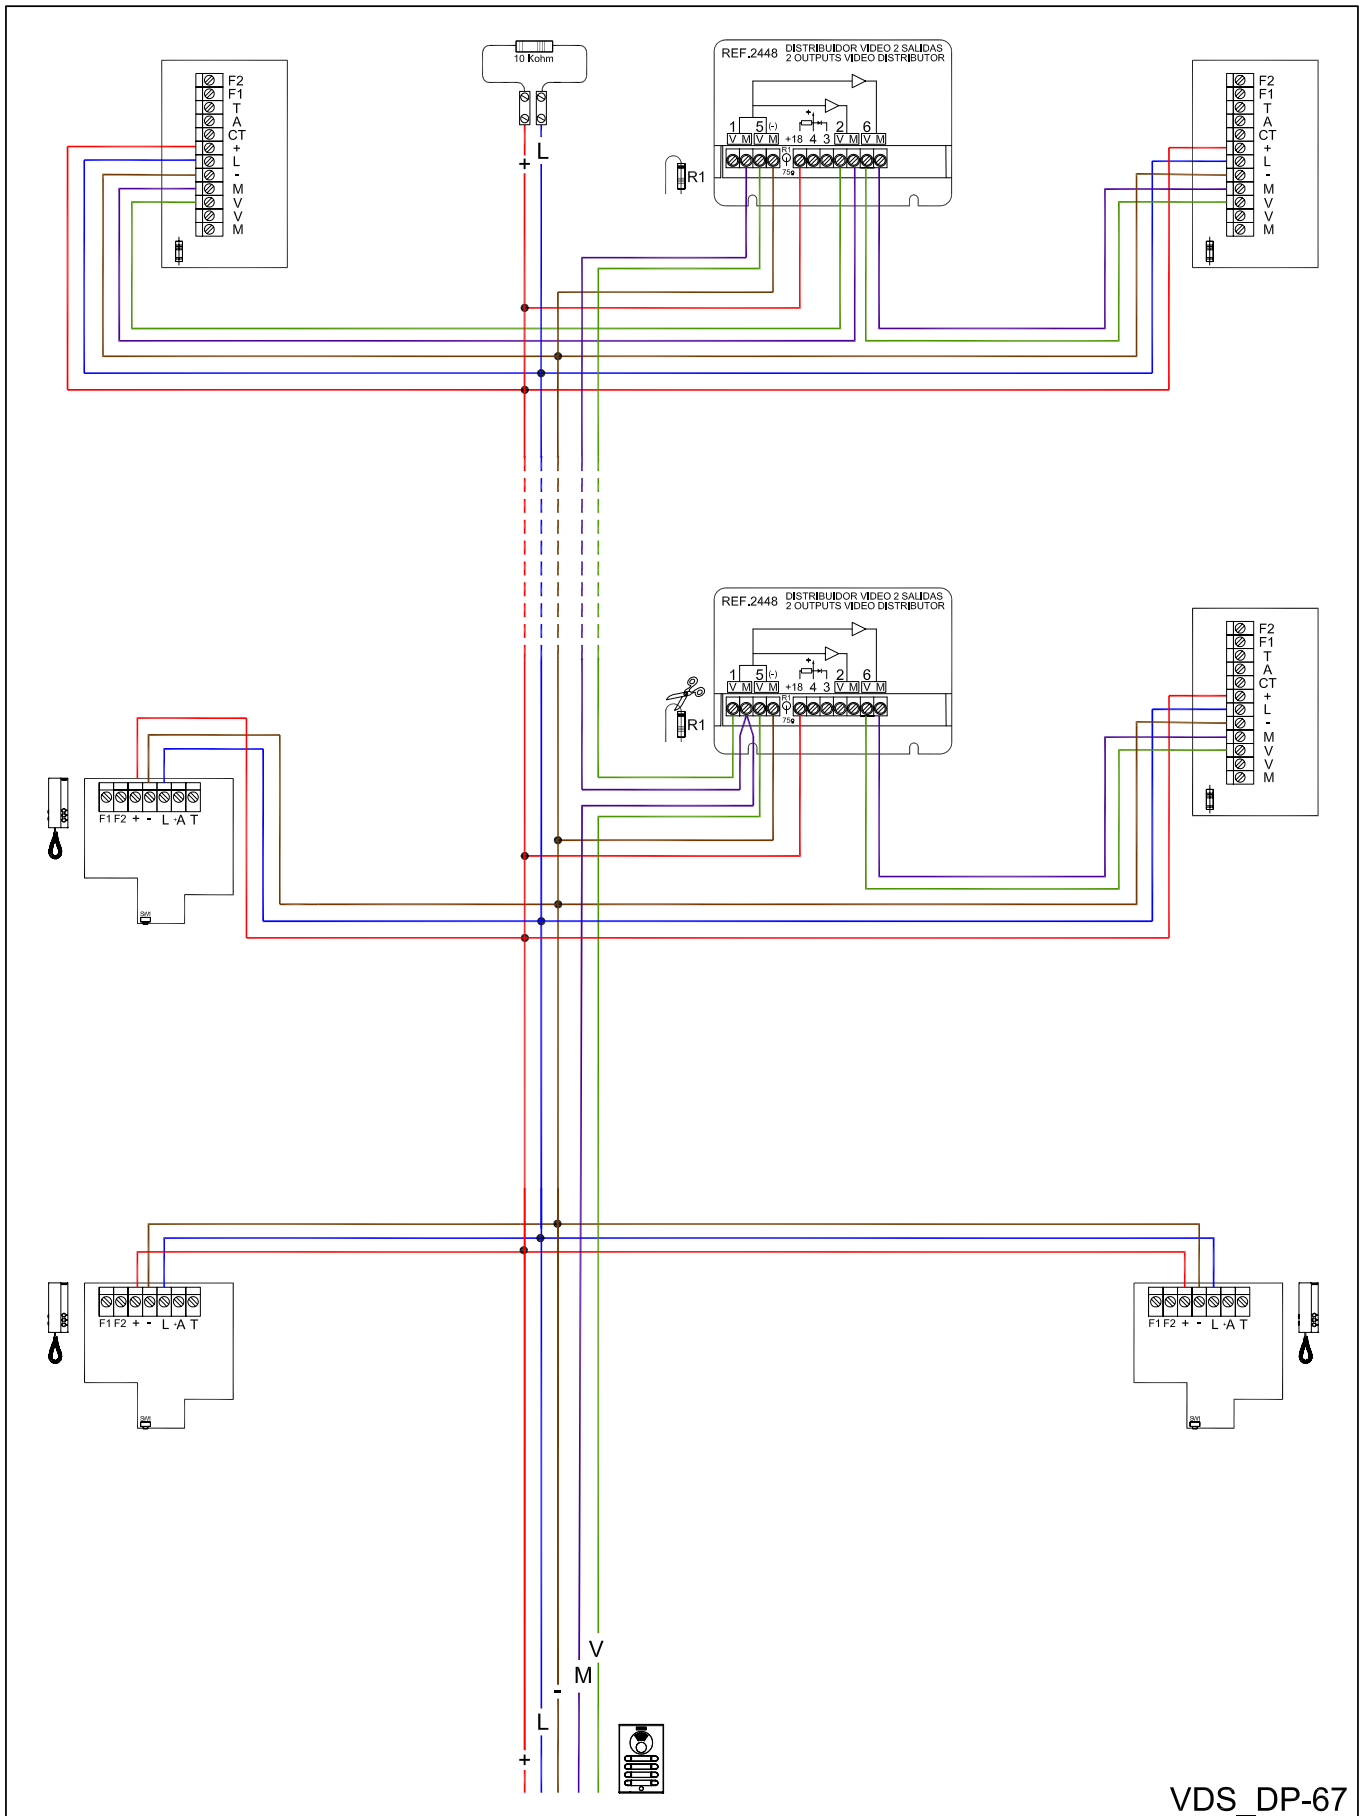 10 Kohm
REF.2448 DISTRIBUIDOR VIDEO 2 SALIDAS
2 OUTPUTS VIDEO DISTRIBUTOR
F2
F1
T
A
CT
+
L
-
M
V
V
M
F2
F1
T
A
CT
+
L
-
M
V
V
M
+ L
1 5 (-) +18 4 3 2 6
V M V M V M V M
R1
R1
REF.2448 DISTRIBUIDOR VIDEO 2 SALIDAS
2 OUTPUTS VIDEO DISTRIBUTOR
1 5 (-) +18 4 3 2 6
V M V M V M V M
R1
R1
F2
F1
T
A
CT
+
L
-
M
V
V
M
F1 F2 + - L ·A T
SW1
F1 F2 + - L ·A T
SW1
F1 F2 + - L ·A T
SW1
V
M
-
L
+
VDS_DP-67